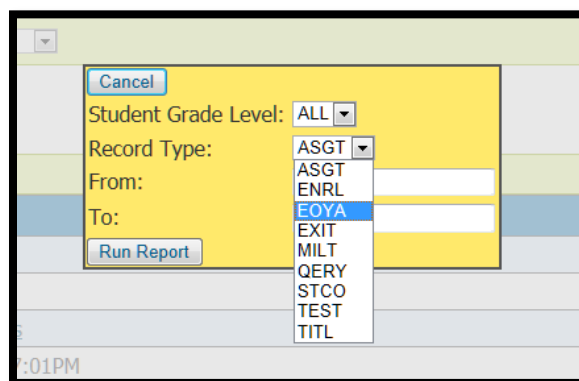 Cancel
Student Grade Level: ALL
Record Type: ASGT
From:
To:
Run Report
ASGT
ENRL
EOYA
EXIT
MILT
QERY
STCO
TEST
TITL
:01PM